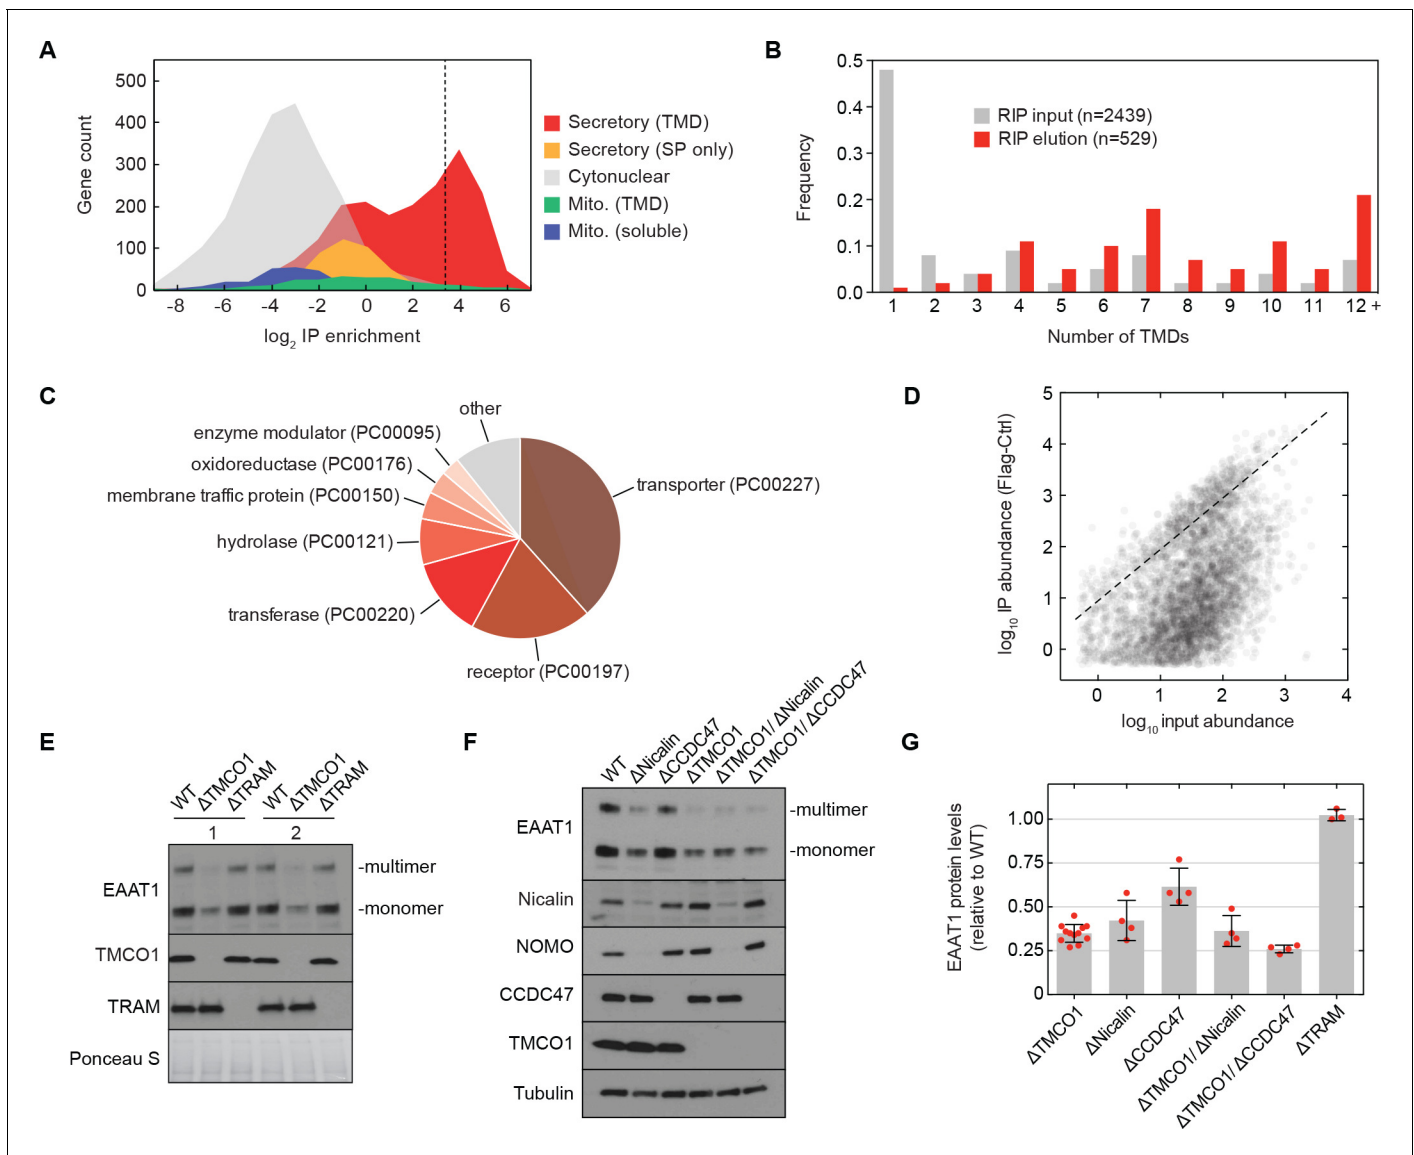 A
500
400
300
200
100
0
Gene count
-8 -6 -4 -2 0 2 4 6
log2 IP enrichment
Secretory (TMD)
Secretory (SP only)
Cytonuclear
Mito. (TMD)
Mito. (soluble)
B
0.5
0.4
0.3
0.2
0.1
0.0
Frequency
RIP input (n=2439)
RIP elution (n=529)
1 2 3 4 5 6 7 8 9 10 11 12 +
Number of TMDs
C
other
enzyme modulator (PC00095)
oxidoreductase (PC00176)
membrane traffic protein (PC00150)
hydrolase (PC00121)
transferase (PC00220)
receptor (PC00197)
transporter (PC00227)
D
5
4
3
2
1
0
log10 IP abundance (Flag-Ctrl)
0 1 2 3 4
log10 input abundance
E
WT ΔTMCO1 ΔTRAM WT ΔTMCO1 ΔTRAM
1 2
EAAT1
-multimer
-monomer
TMCO1
TRAM
Ponceau S
F
WT ΔNicalin ΔCCDC47 ΔTMCO1 ΔTMCO1/ΔNicalin ΔTMCO1/ΔCCDC47
EAAT1
-multimer
-monomer
Nicalin
NOMO
CCDC47
TMCO1
Tubulin
G
1.00
0.75
0.50
0.25
0
EAAT1 protein levels
(relative to WT)
ΔTMCO1 ΔNicalin ΔCCDC47 ΔTMCO1/ΔNicalin ΔTMCO1/ΔCCDC47 ΔTRAM